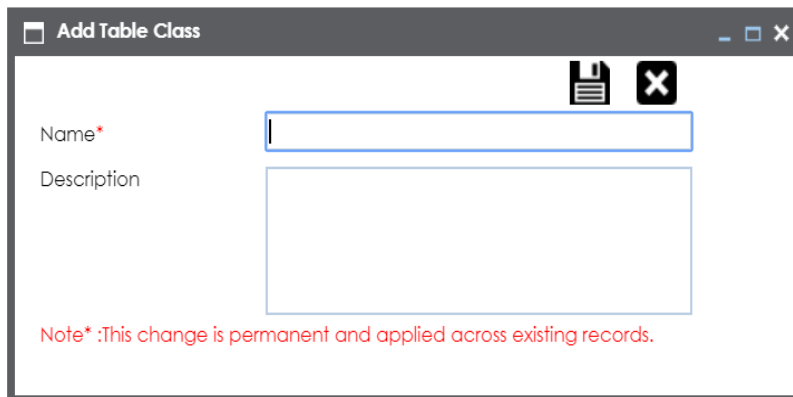 Add Table Class
Name*
Description
Note* :This change is permanent and applied across existing records.